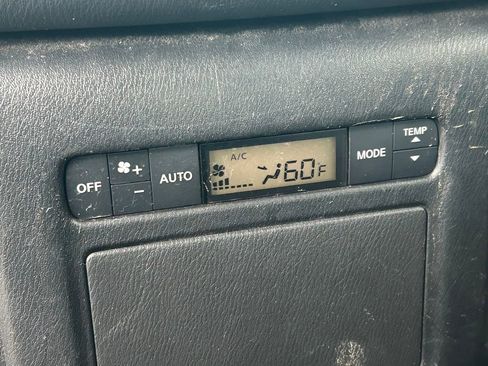 OFF
+
-
AUTO
A/C
60F
MODE
TEMP